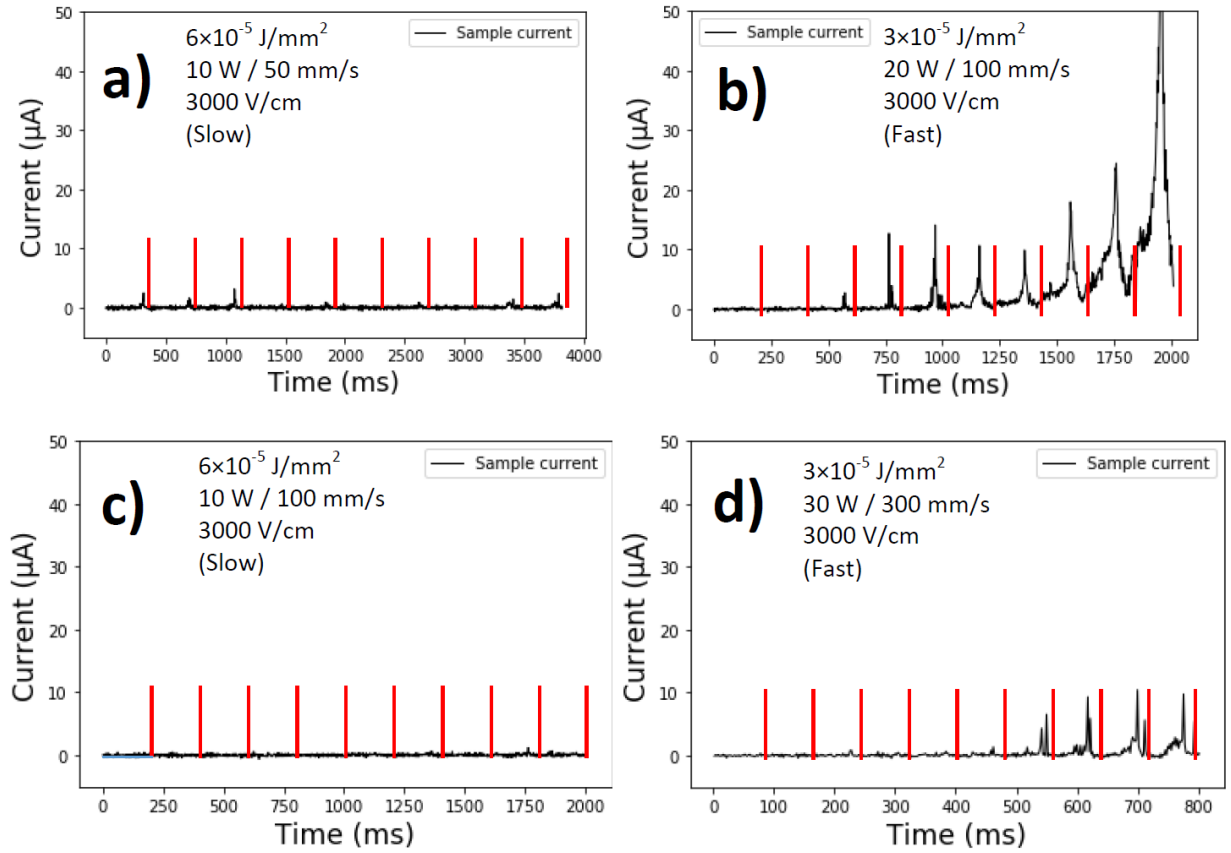 a)
6×10⁻⁵ J/mm²
10 W / 50 mm/s
3000 V/cm
(Slow)
Sample current
Current (µA)
50
40
30
20
10
0
0 500 1000 1500 2000 2500 3000 3500 4000
Time (ms)
b)
3×10⁻⁵ J/mm²
20 W / 100 mm/s
3000 V/cm
(Fast)
Sample current
Current (µA)
50
40
30
20
10
0
0 250 500 750 1000 1250 1500 1750 2000
Time (ms)
c)
6×10⁻⁵ J/mm²
10 W / 100 mm/s
3000 V/cm
(Slow)
Sample current
Current (µA)
50
40
30
20
10
0
0 250 500 750 1000 1250 1500 1750 2000
Time (ms)
d)
3×10⁻⁵ J/mm²
30 W / 300 mm/s
3000 V/cm
(Fast)
Sample current
Current (µA)
50
40
30
20
10
0
0 100 200 300 400 500 600 700 800
Time (ms)